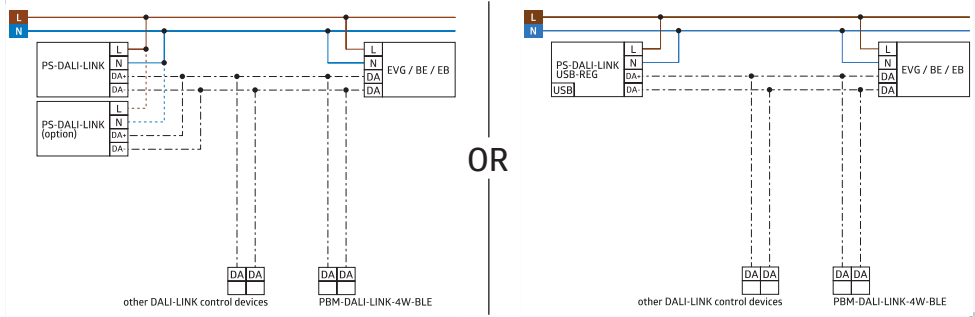 L
N
PS-DALI-LINK
L
N
DA+
DA-
L
N
DA
DA
EVG / BE / EB
PS-DALI-LINK
(option)
L
N
DA+
DA-
DA DA
DA DA
other DALI-LINK control devices
PBM-DALI-LINK-4W-BLE
OR
L
N
PS-DALI-LINK
USB-REG
USB
L
N
DA+
DA-
L
N
DA
DA
EVG / BE / EB
DA DA
DA DA
other DALI-LINK control devices
PBM-DALI-LINK-4W-BLE